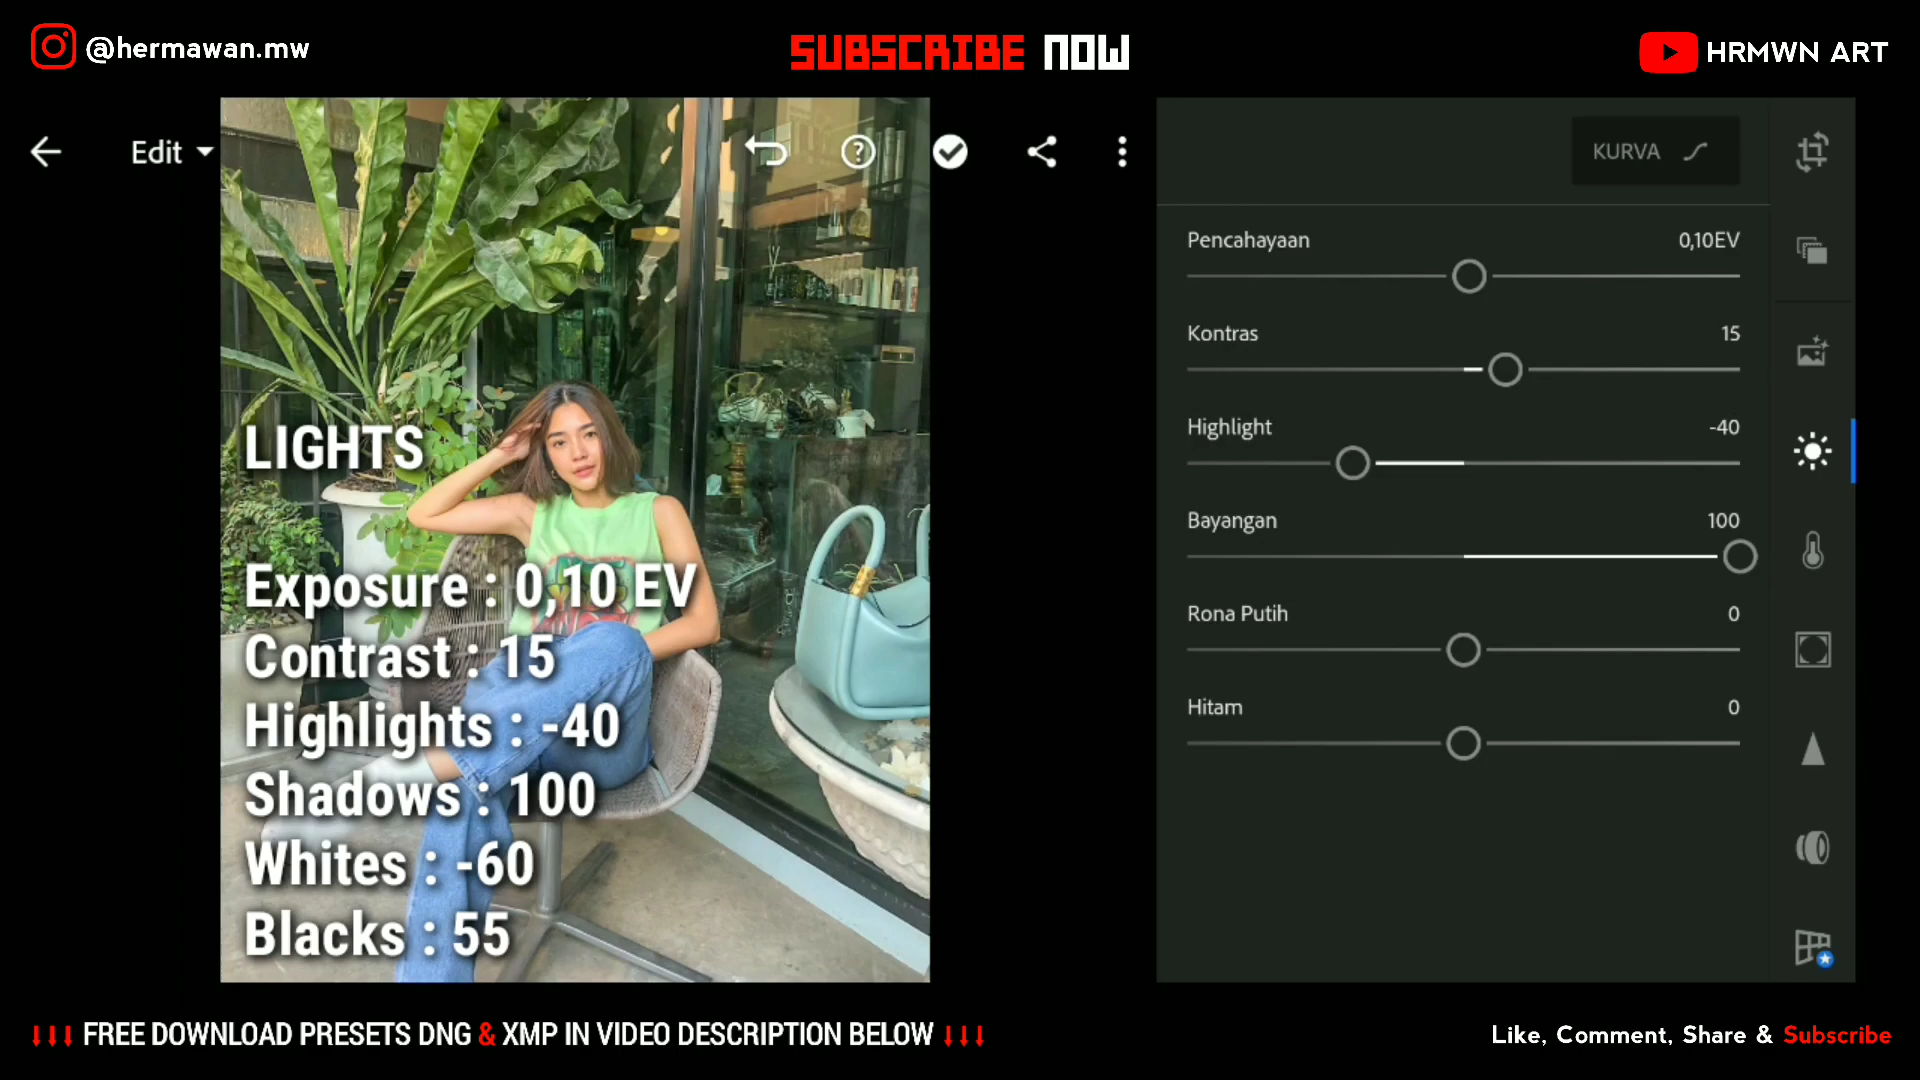 @hermawan.mw
SUBSCRIBE NOW
HRMWN ART
Edit
KURVA
LIGHTS
Exposure : 0,10 EV
Contrast : 15
Highlights : -40
Shadows : 100
Whites : -60
Blacks : 55
Pencahayaan 0,10EV
Kontras 15
Highlight -40
Bayangan 100
Rona Putih 0
Hitam 0
↓↓↓ FREE DOWNLOAD PRESETS DNG & XMP IN VIDEO DESCRIPTION BELOW ↓↓↓
Like, Comment, Share & Subscribe